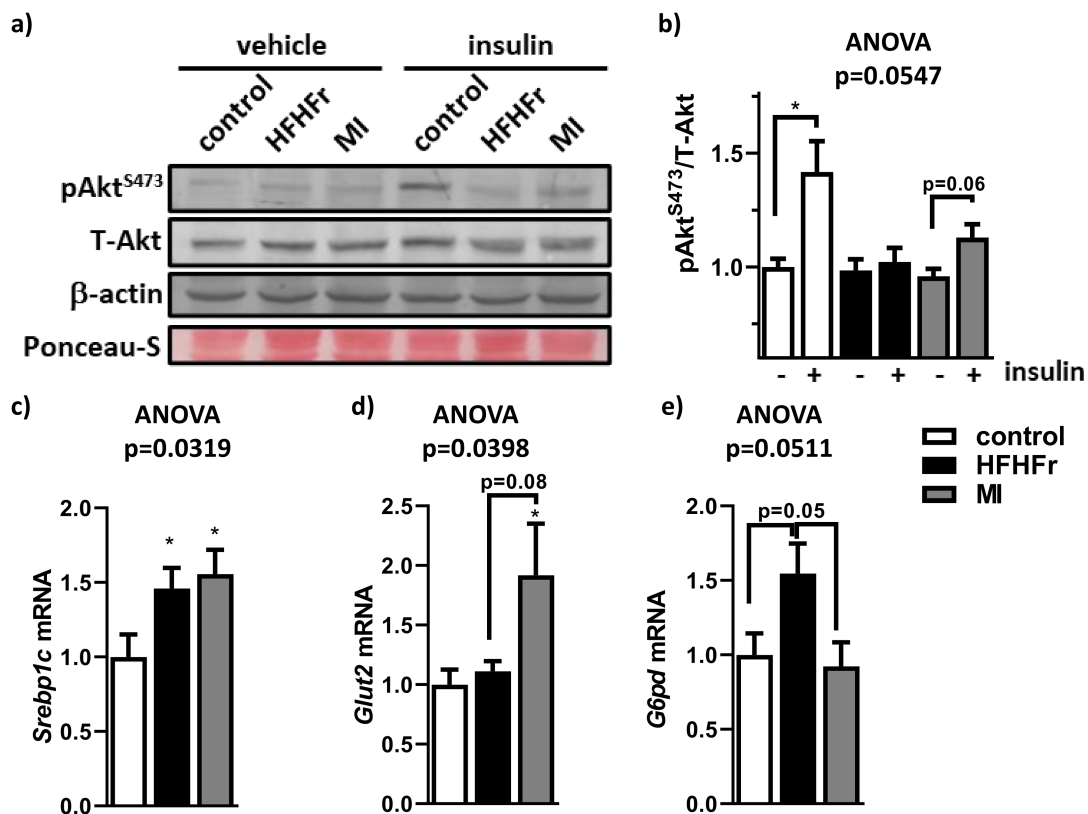 a)
vehicle insulin
control HFHFr MI control HFHFr MI
pAktS473
T-Akt
β-actin
Ponceau-S
b)
ANOVA
p=0.0547
pAktS473/T-Akt
1.5
1.0
*
p=0.06
- + - + - + insulin
c)
ANOVA
p=0.0319
Srebp1c mRNA
2.0
1.5
1.0
0.5
0.0
* *
d)
ANOVA
p=0.0398
p=0.08
*
Glut2 mRNA
2.5
2.0
1.5
1.0
0.5
0.0
e)
ANOVA
p=0.0511
p=0.05
G6pd mRNA
2.0
1.5
1.0
0.5
0.0
control
HFHFr
MI